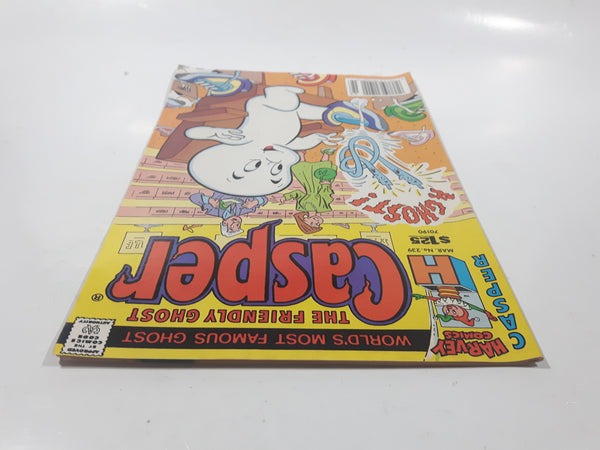 WORLD'S MOST FAMOUS GHOST
APPROVED
BY THE
COMICS
CODE
AUTHORITY
HARVEY
COMICS
CASPER
H
THE FRIENDLY GHOST
Casper®
$1.25
MAR. No. 239
70190
A GHOST!